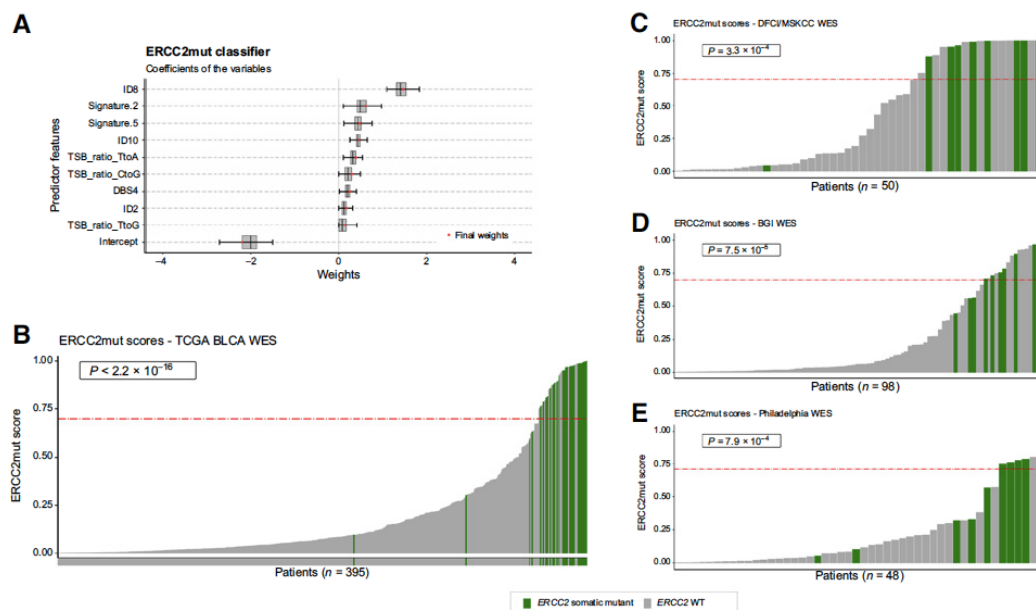 A
ERCC2mut classifier
Coefficients of the variables
Predictor features
ID8
Signature.2
Signature.5
ID10
TSB_ratio_TtoA
TSB_ratio_CtoG
DBS4
ID2
TSB_ratio_TtoG
Intercept
Final weights
−4 −2 0 2 4
Weights
B
ERCC2mut scores - TCGA BLCA WES
P < 2.2 × 10−16
ERCC2mut score
1.00
0.75
0.50
0.25
0.00
Patients (n = 395)
C
ERCC2mut scores - DFCI/MSKCC WES
P = 3.3 × 10−4
ERCC2mut score
1.00
0.75
0.50
0.25
0.00
Patients (n = 50)
D
ERCC2mut scores - BGI WES
P = 7.5 ×
ERCC2mut score
1.00
0.75
0.50
0.25
0.00
Patients (n = 98)
E
ERCC2mut scores - Philadelphia WES
P = 7.9 × 10−4
ERCC2mut score
1.00
0.75
0.50
0.25
0.00
Patients (n = 48)
ERCC2 somatic mutant ERCC2 WT